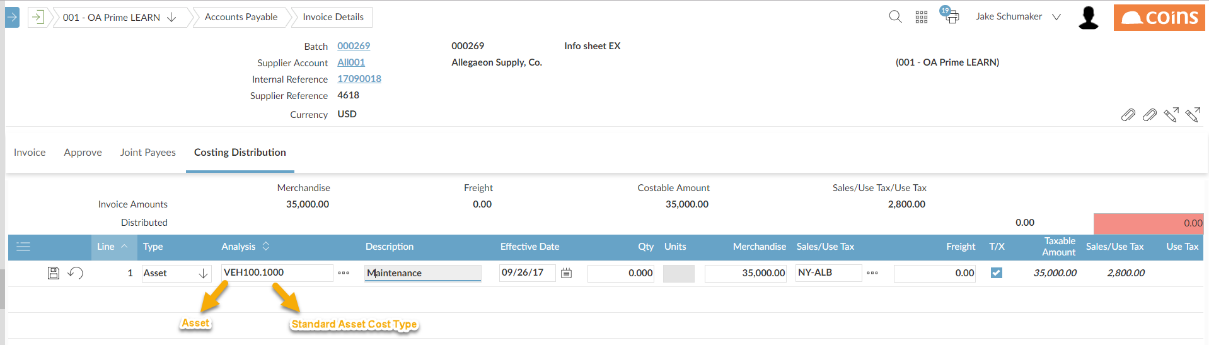 001 - OA Prime LEARN Accounts Payable Invoice Details 19 Jake Schumaker coins
Batch 000269 000269 Info sheet EX
Supplier Account All001 Allegaeon Supply, Co. (001 - OA Prime LEARN)
Internal Reference 17090018
Supplier Reference 4618
Currency USD
Invoice Approve Joint Payees Costing Distribution
Merchandise Freight Costable Amount Sales/Use Tax/Use Tax
Invoice Amounts 35,000.00 0.00 35,000.00 2,800.00
Distributed 0.00 0.00
Line Type Analysis Description Effective Date Qty Units Merchandise Sales/Use Tax Freight T/X Taxable Amount Sales/Use Tax Use Tax
1 Asset VEH100.1000 Maintenance 09/26/17 0.000 35,000.00 NY-ALB 0.00 35,000.00 2,800.00
Asset Standard Asset Cost Type